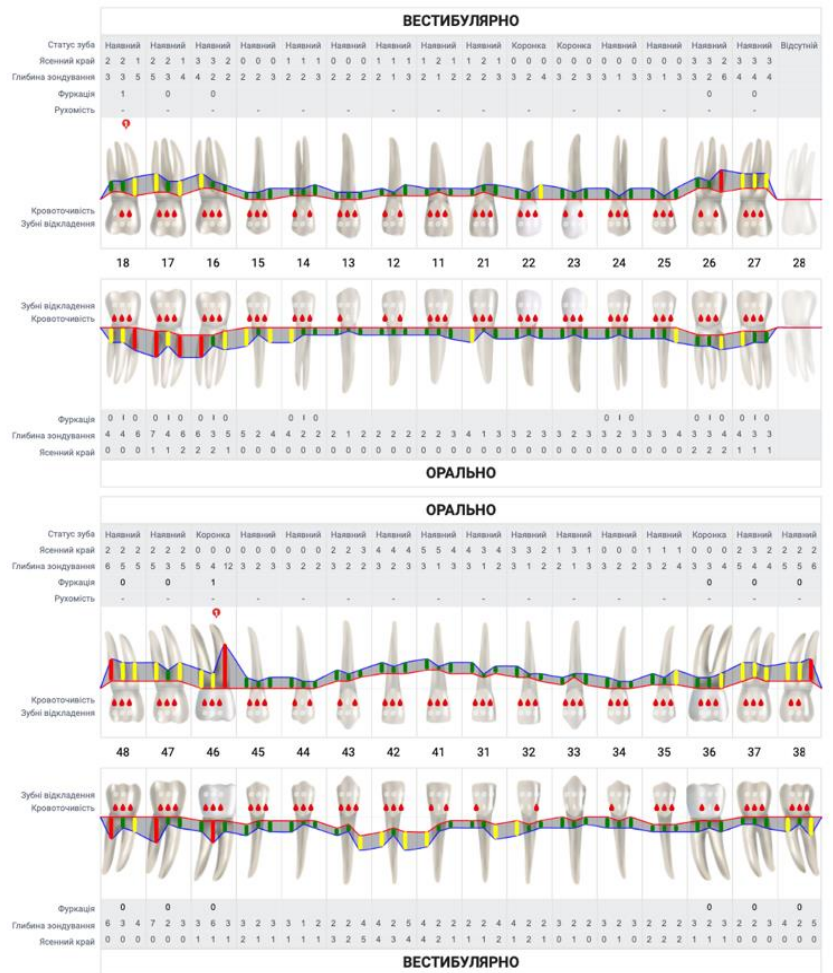 ВЕСТИБУЛЯРНО
Статус зуба Наявний Наявний Наявний Наявний Наявний Наявний Наявний Наявний Наявний Коронка Коронка Наявний Наявний Наявний Наявний Відсутній
Ясенний край 2 2 1 2 2 1 3 3 2 0 0 0 1 1 1 0 0 0 1 1 1 1 2 1 1 2 1 0 0 0 0 0 0 0 0 0 0 0 0 3 3 2 3 3 3
Глибина зондування 3 3 5 5 3 4 4 2 2 2 2 3 2 2 3 2 2 2 2 1 3 2 1 2 2 2 3 3 2 4 3 2 3 3 1 3 3 1 3 3 2 6 4 4 4
Фуркація 1 0 0 0 0
Рухомість - - - - - - - - - - - - - - -
1
Кровоточивість
Зубні відкладення
18 17 16 15 14 13 12 11 21 22 23 24 25 26 27 28
Зубні відкладення
Кровоточивість
Фуркація 0 I 0 0 I 0 0 I 0 0 I 0 0 I 0 0 I 0 0 I 0
Глибина зондування 4 4 6 7 4 6 6 3 5 5 2 4 4 2 2 2 1 2 2 2 2 2 2 3 4 1 3 3 2 3 3 2 3 3 2 3 3 3 4 3 3 4 4 3 3
Ясенний край 0 0 0 1 1 2 2 2 1 0 0 0 0 0 0 0 0 0 0 0 0 0 0 0 0 0 0 0 0 0 0 0 0 0 0 0 0 0 0 2 2 2 1 1 1
ОРАЛЬНО
ОРАЛЬНО
Статус зуба Наявний Наявний Коронка Наявний Наявний Наявний Наявний Наявний Наявний Наявний Наявний Наявний Наявний Коронка Наявний Наявний
Ясенний край 2 2 2 2 2 2 0 0 0 0 0 0 0 0 0 2 2 3 4 4 4 5 5 4 4 3 4 3 3 2 1 3 1 0 0 0 1 1 1 0 0 0 2 3 2 2 2 2
Глибина зондування 6 5 5 5 3 5 5 4 12 3 2 3 3 2 2 3 2 3 3 2 3 3 1 3 3 1 3 3 1 2 3 2 2 3 1 3 3 2 4 3 3 4 5 4 4 5 5 6
Фуркація 0 0 1 0 0 0
Рухомість - - - - - - - - - - - - - - - -
1
Кровоточивість
Зубні відкладення
48 47 46 45 44 43 42 41 31 32 33 34 35 36 37 38
Зубні відкладення
Кровоточивість
Фуркація 0 0 0 0 0 0
Глибина зондування 6 3 4 7 2 3 3 6 3 3 2 3 3 1 2 2 2 4 4 2 5 4 2 2 2 2 4 4 2 2 3 2 2 3 2 3 2 2 2 3 2 3 2 2 3 4 2 5
Ясенний край 0 0 0 0 0 0 1 1 1 2 1 1 1 1 1 3 2 5 4 3 4 4 2 1 1 1 2 1 1 1 0 0 0 1 0 1 2 2 2 1 1 1 0 0 0 0 0 0
ВЕСТИБУЛЯРНО